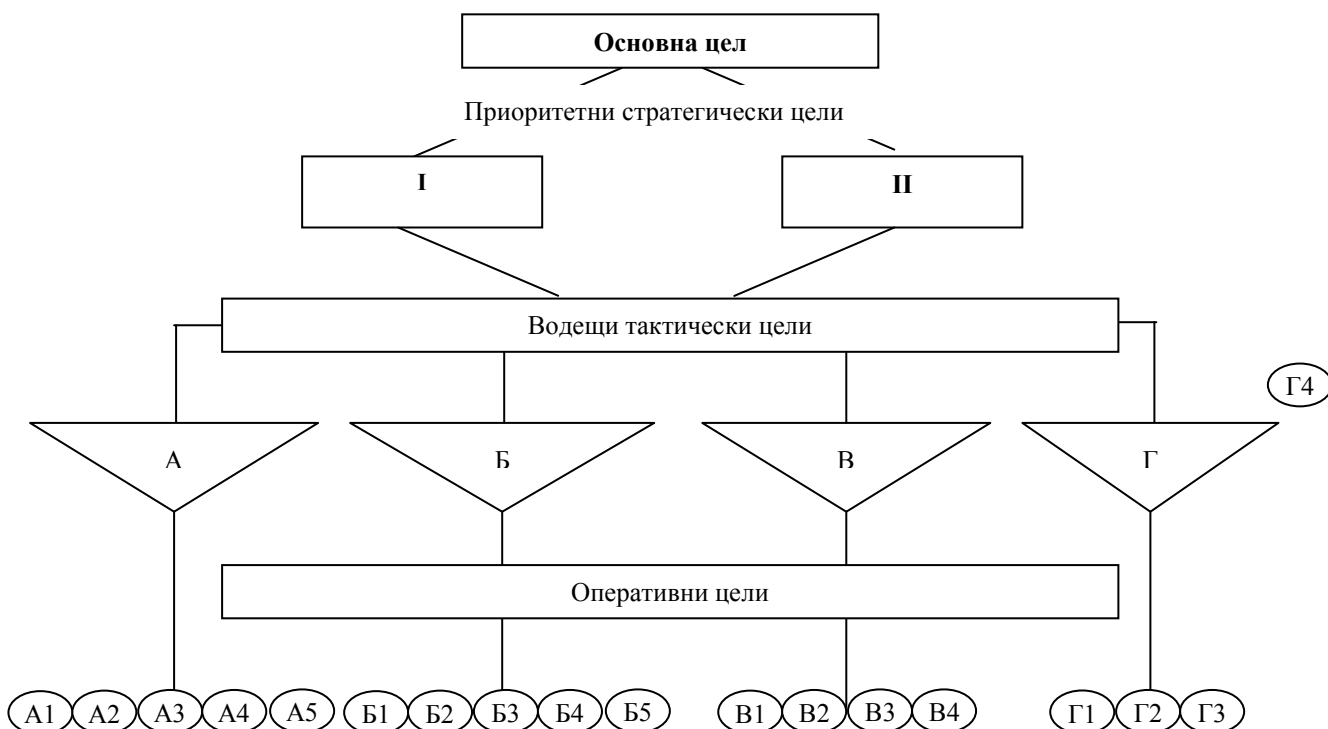 Основна цел
Приоритетни стратегически цели
I II
Водещи тактически цели
Г4
А Б В Г
Оперативни цели
А1 А2 А3 А4 А5 Б1 Б2 Б3 Б4 Б5 В1 В2 В3 В4 Г1 Г2 Г3